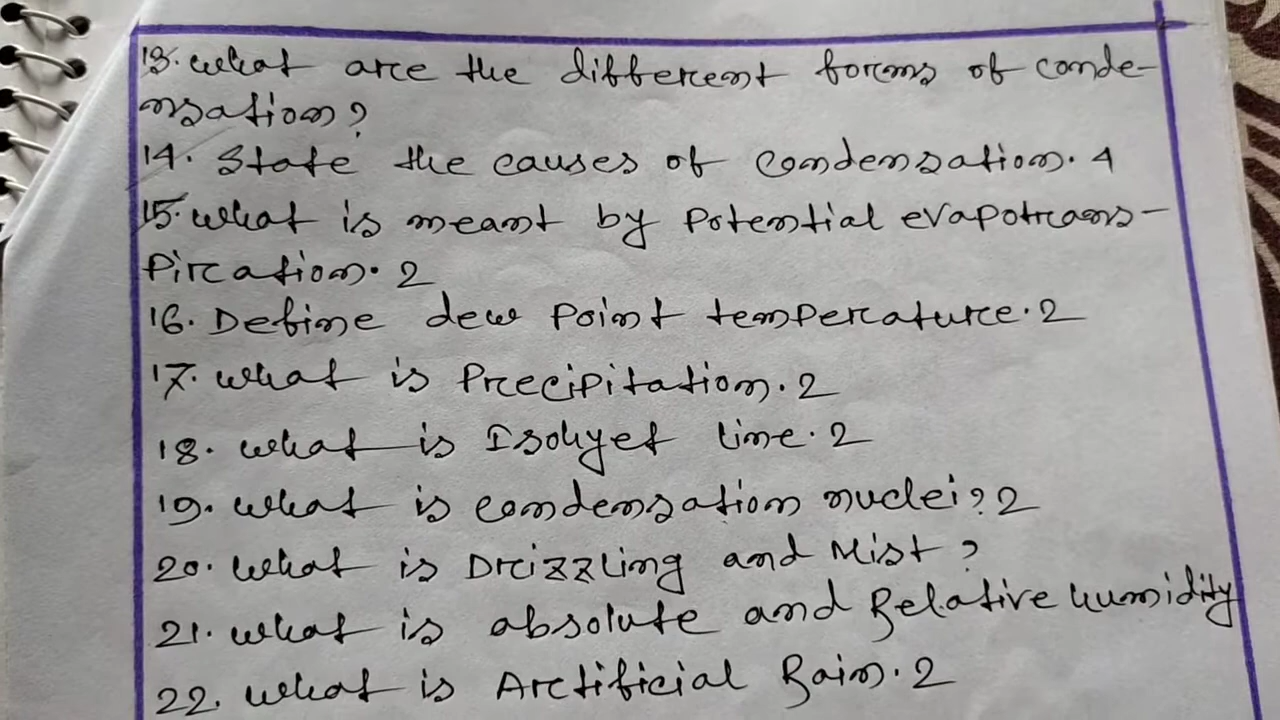 13. What are the different forms of conde-
nsation?
14. State the causes of condensation. 4
15. What is meant by Potential evapotrans-
piration. 2
16. Define dew point temperature. 2
17. What is Precipitation. 2
18. What is Isohyet line. 2
19. What is condensation nuclei? 2
20. What is Drizzling and Mist?
21. What is absolute and Relative humidity
22. What is Artificial Rain. 2